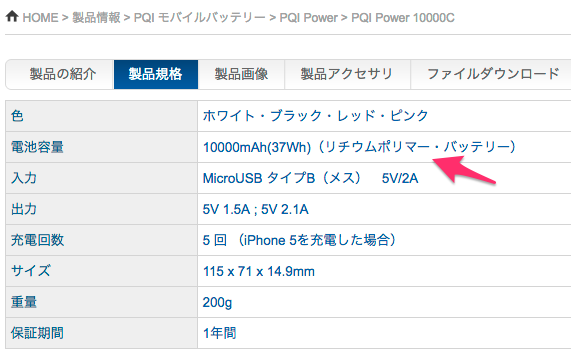 HOME > 製品情報 > PQI モバイルバッテリー > PQI Power > PQI Power 10000C
製品の紹介 製品規格 製品画像 製品アクセサリ ファイルダウンロード
色 ホワイト・ブラック・レッド・ピンク
電池容量 10000mAh(37Wh)（リチウムポリマー・バッテリー）
入力 MicroUSB タイプB（メス） 5V/2A
出力 5V 1.5A ; 5V 2.1A
充電回数 5 回 （iPhone 5を充電した場合）
サイズ 115 x 71 x 14.9mm
重量 200g
保証期間 1年間